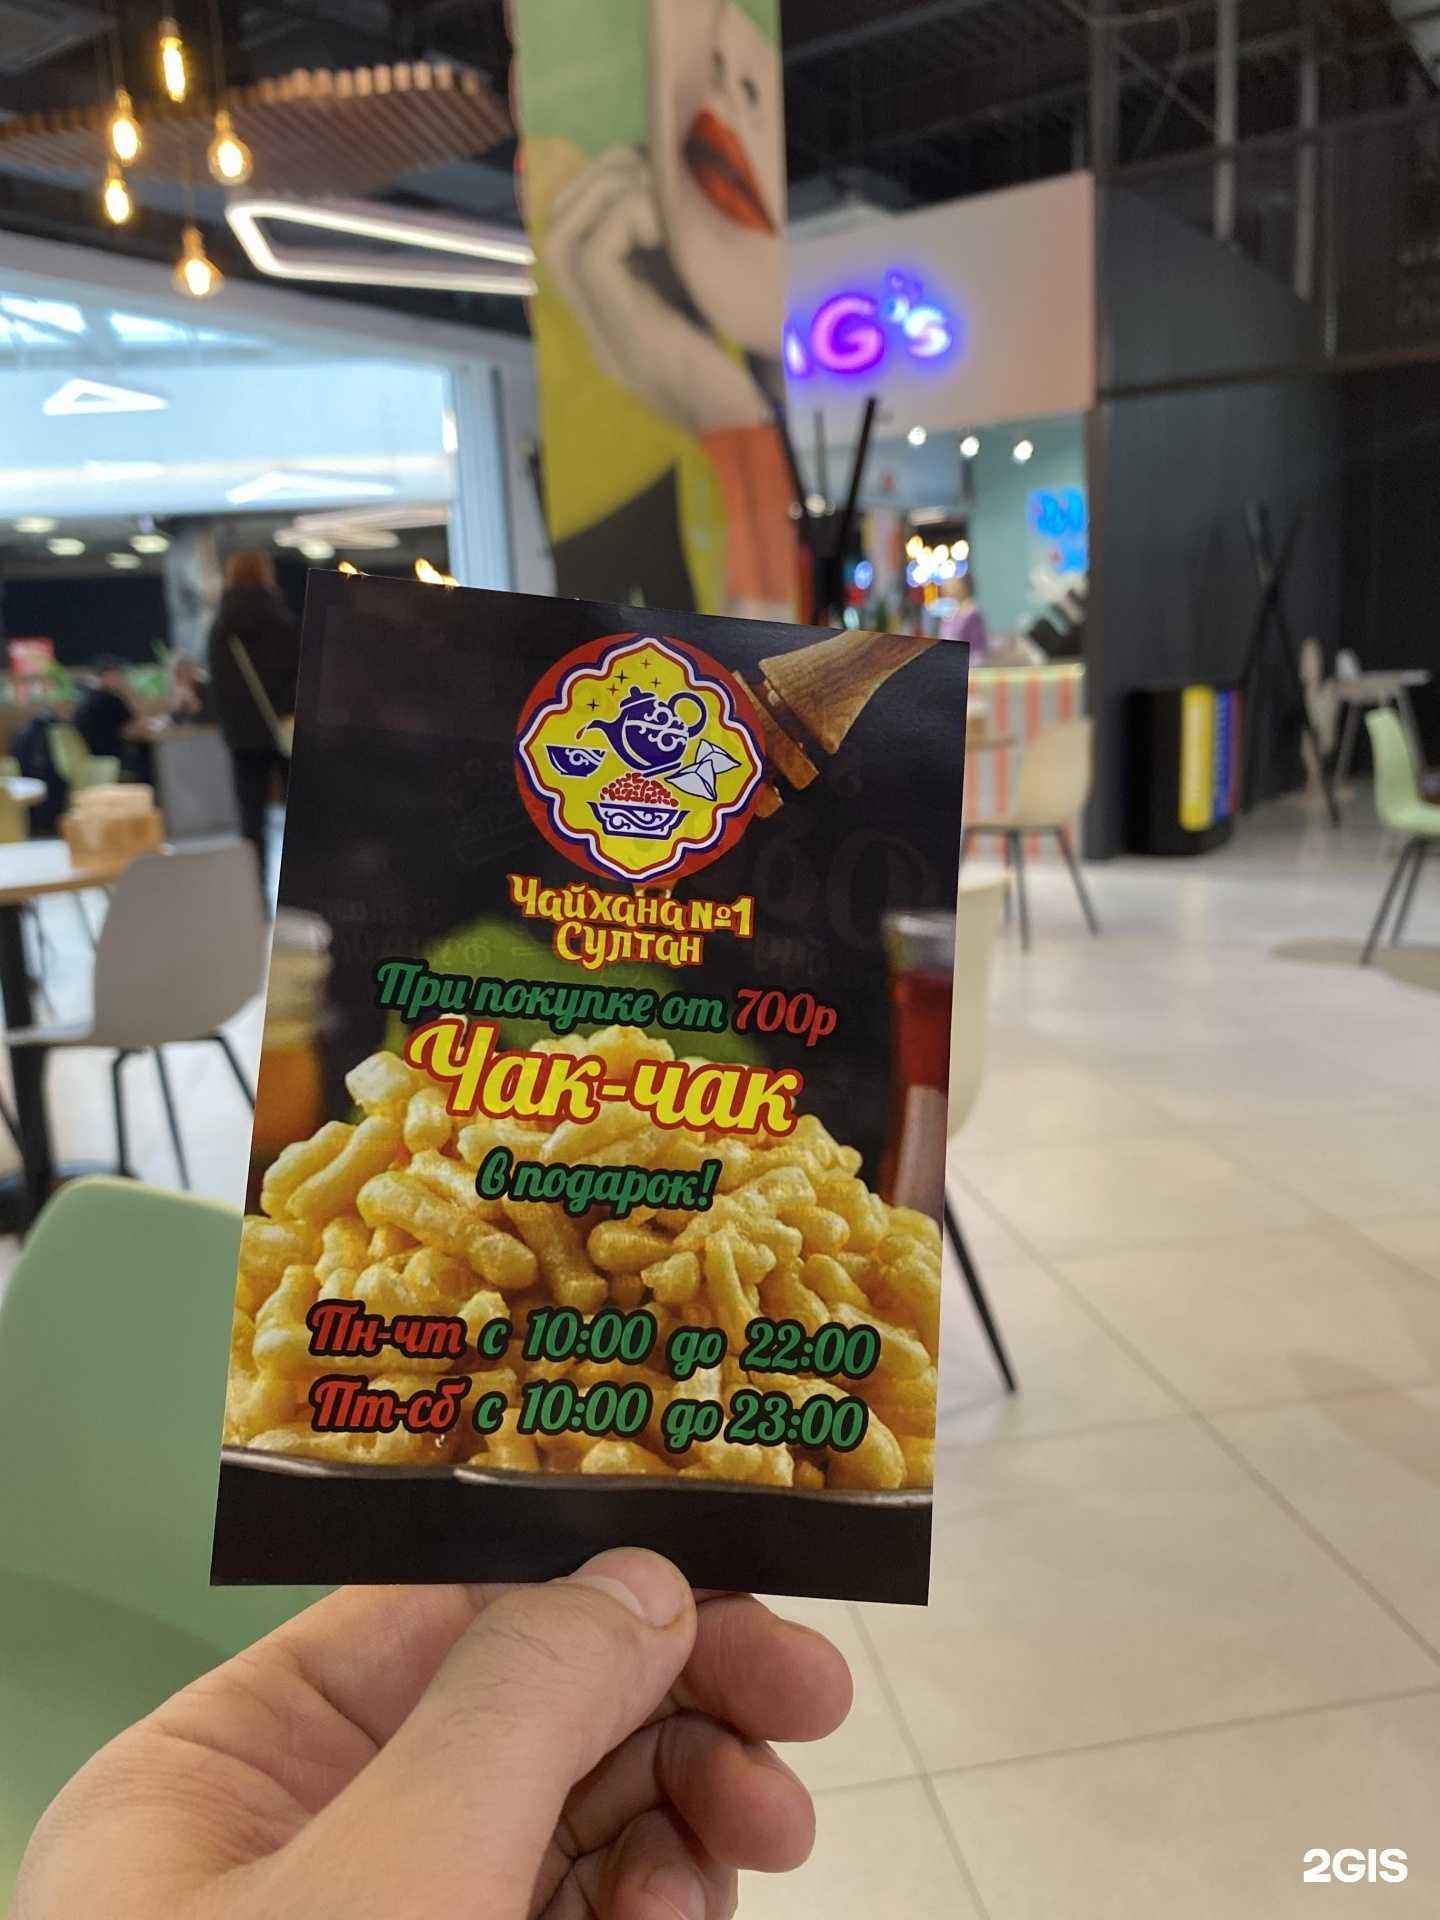 G's
Чайхана №1
Султан
При покупке от 700р
Чак-чак
в подарок!
Пн-чт с 10:00 до 22:00
Пт-сб с 10:00 до 23:00
2GIS